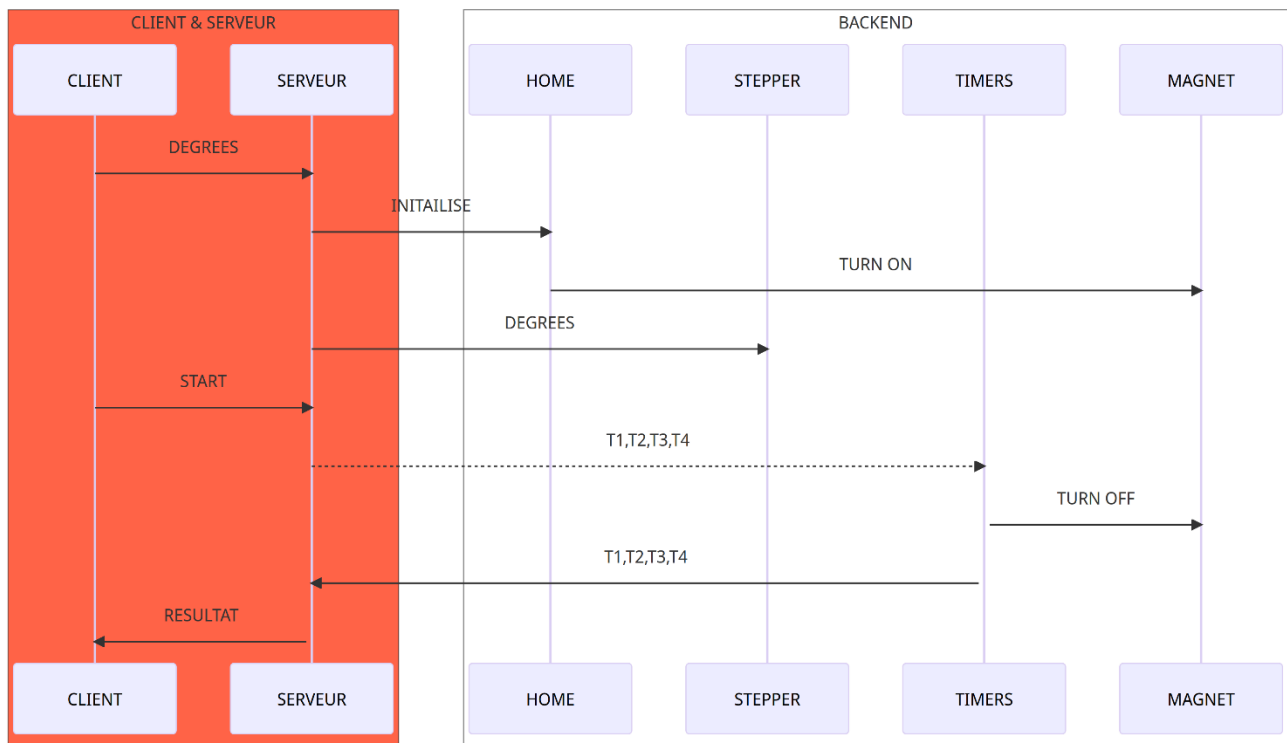 CLIENT & SERVEUR
BACKEND
CLIENT
SERVEUR
HOME
STEPPER
TIMERS
MAGNET
DEGREES
INITAILISE
TURN ON
DEGREES
START
T1,T2,T3,T4
TURN OFF
T1,T2,T3,T4
RESULTAT
CLIENT
SERVEUR
HOME
STEPPER
TIMERS
MAGNET